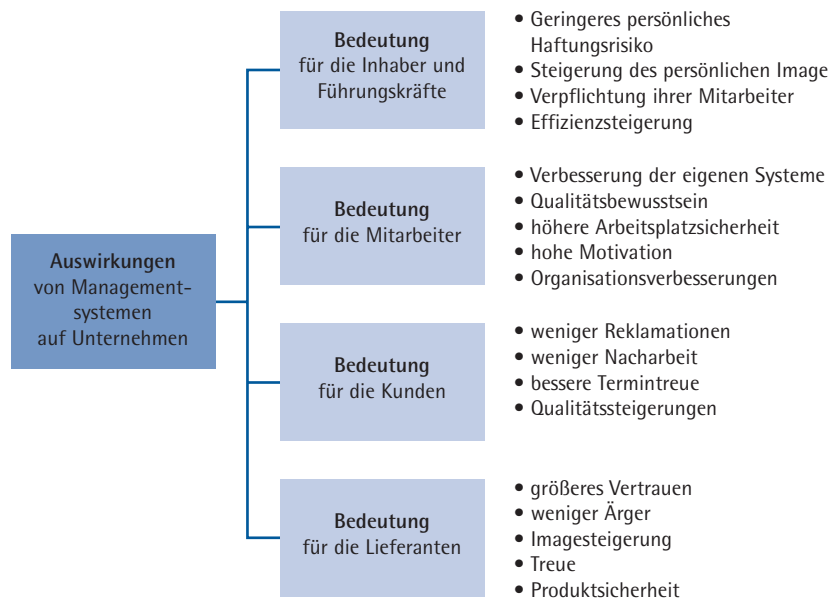 Auswirkungen
von Management-
systemen
auf Unternehmen
Bedeutung
für die Inhaber und
Führungskräfte
• Geringeres persönliches
Haftungsrisiko
• Steigerung des persönlichen Image
• Verpflichtung ihrer Mitarbeiter
• Effizienzsteigerung
Bedeutung
für die Mitarbeiter
• Verbesserung der eigenen Systeme
• Qualitätsbewusstsein
• höhere Arbeitsplatzsicherheit
• hohe Motivation
• Organisationsverbesserungen
Bedeutung
für die Kunden
• weniger Reklamationen
• weniger Nacharbeit
• bessere Termintreue
• Qualitätssteigerungen
Bedeutung
für die Lieferanten
• größeres Vertrauen
• weniger Ärger
• Imagesteigerung
• Treue
• Produktsicherheit